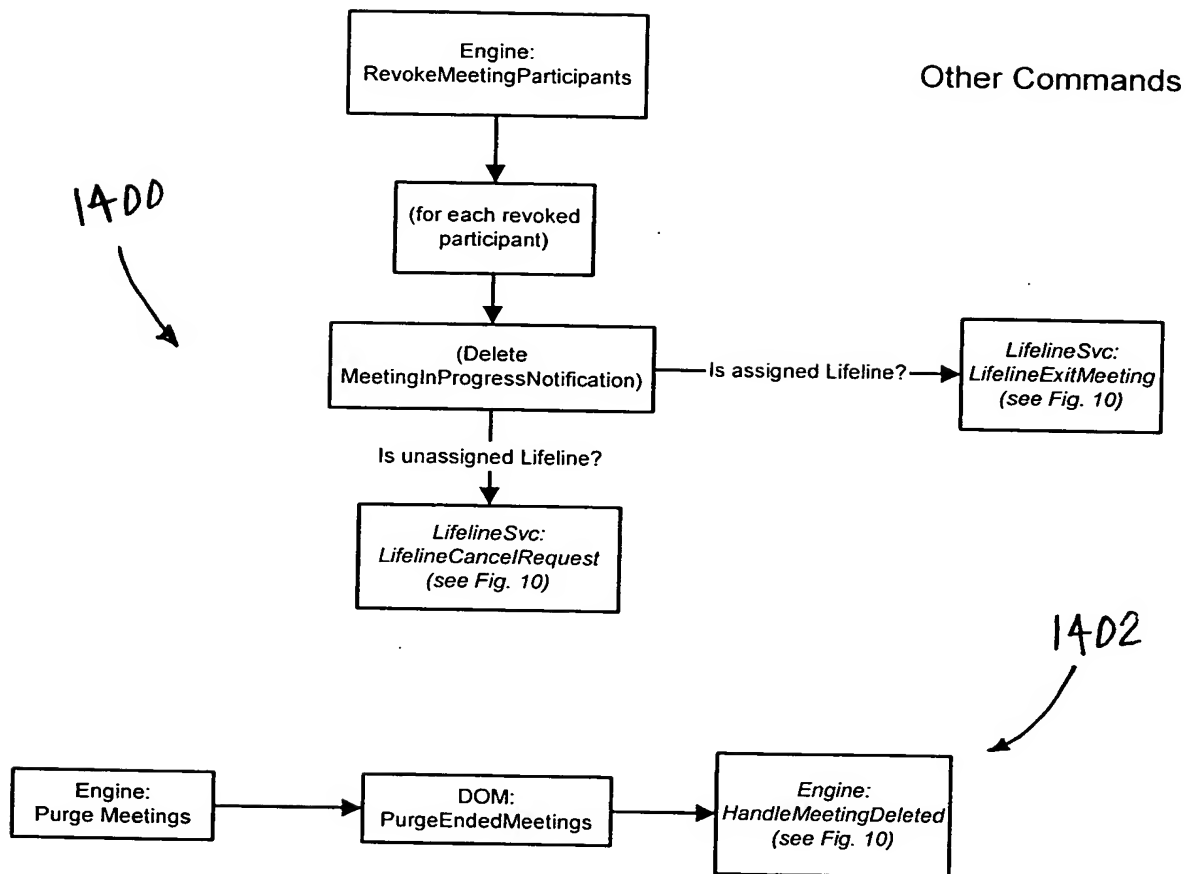 Engine:
RevokeMeetingParticipants
Other Commands
1400
(for each revoked
participant)
(Delete
MeetingInProgressNotification)
Is assigned Lifeline?
LifelineSvc:
LifelineExitMeeting
(see Fig. 10)
Is unassigned Lifeline?
LifelineSvc:
LifelineCancelRequest
(see Fig. 10)
1402
Engine:
Purge Meetings
DOM:
PurgeEndedMeetings
Engine:
HandleMeetingDeleted
(see Fig. 10)